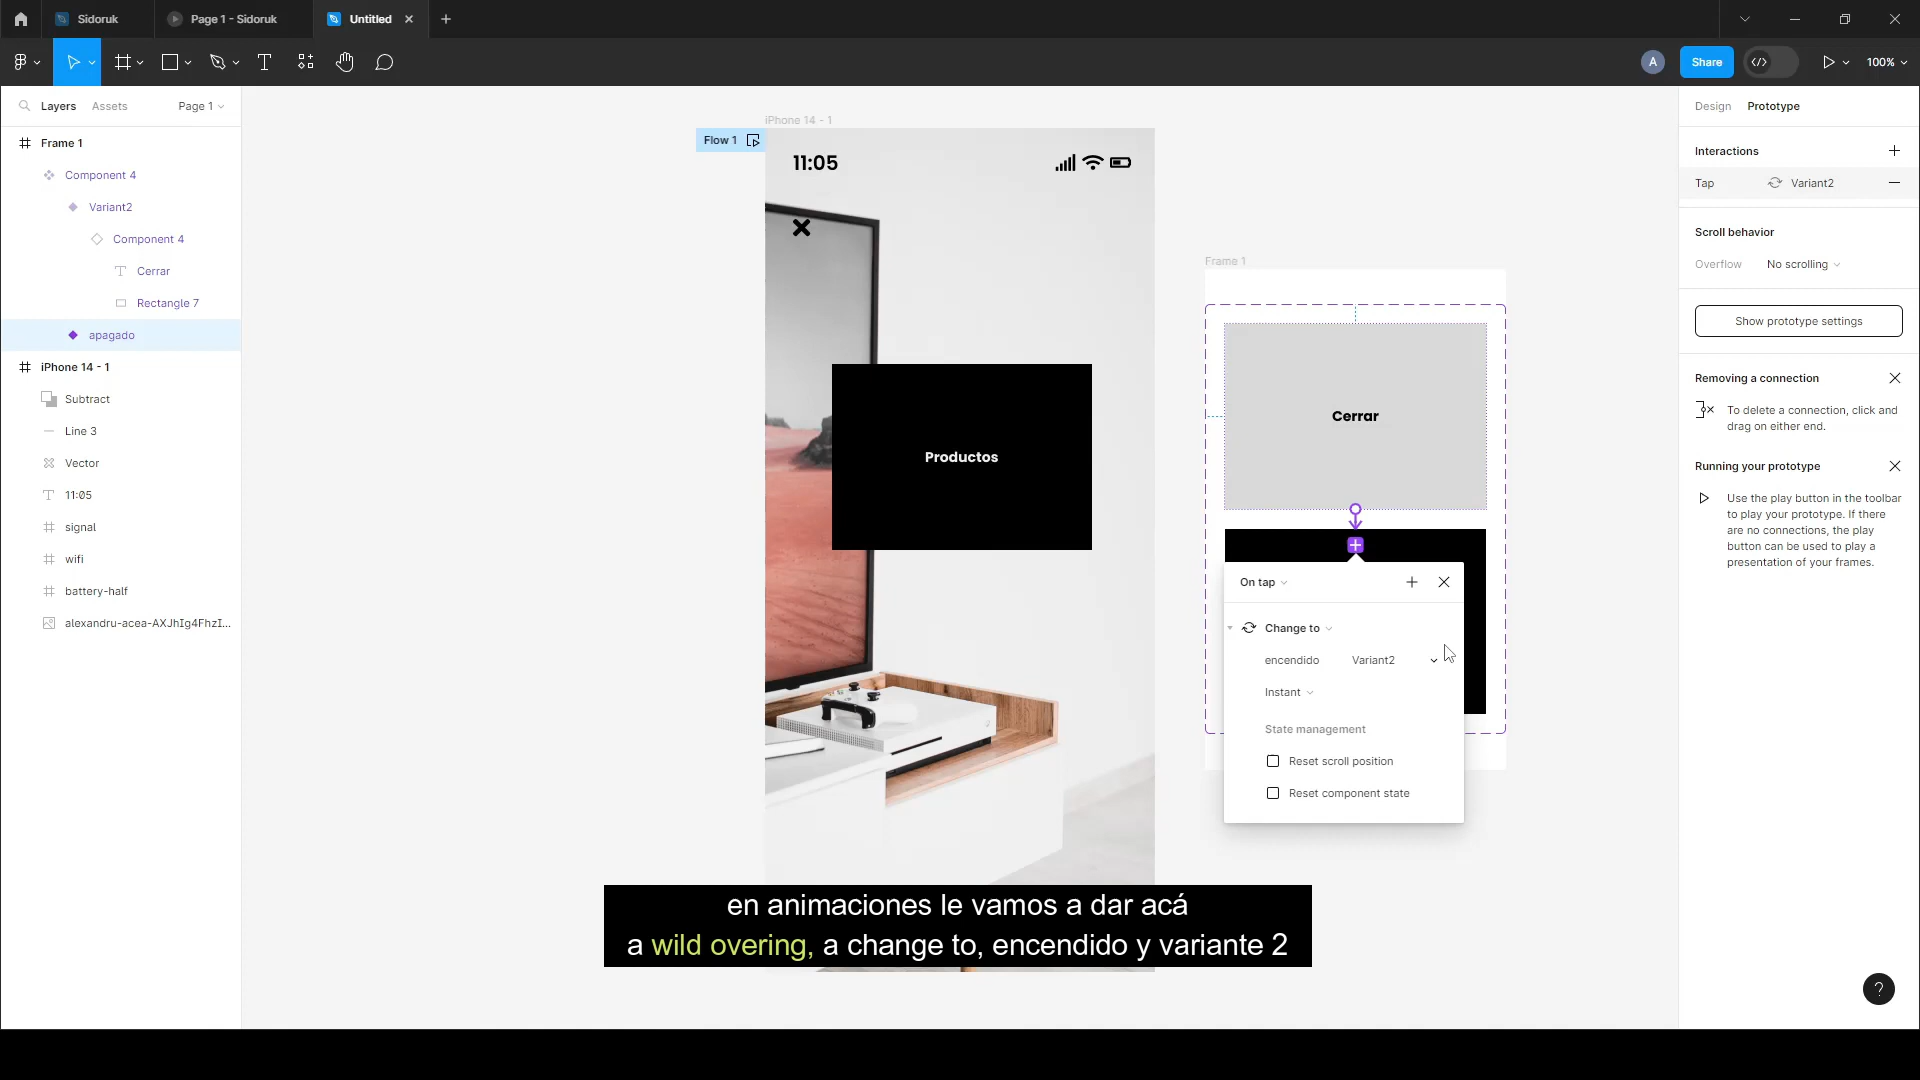 Sidoruk
Page 1 - Sidoruk
Untitled
A
Share
100%
Layers
Assets
Page 1
Frame 1
Component 4
Variant2
Component 4
Cerrar
Rectangle 7
apagado
iPhone 14 - 1
Subtract
Line 3
Vector
11:05
signal
wifi
battery-half
alexandru-acea-AXJhIg4FhzI...
iPhone 14 - 1
Flow 1
11:05
Productos
Frame 1
Cerrar
On tap
Change to
encendido
Variant2
Instant
State management
Reset scroll position
Reset component state
en animaciones le vamos a dar acá
a wild overing, a change to, encendido y variante 2
Design
Prototype
Interactions
Tap
Variant2
Scroll behavior
Overflow
No scrolling
Show prototype settings
Removing a connection
To delete a connection, click and
drag on either end.
Running your prototype
Use the play button in the toolbar
to play your prototype. If there
are no connections, the play
button can be used to play a
presentation of your frames.
?